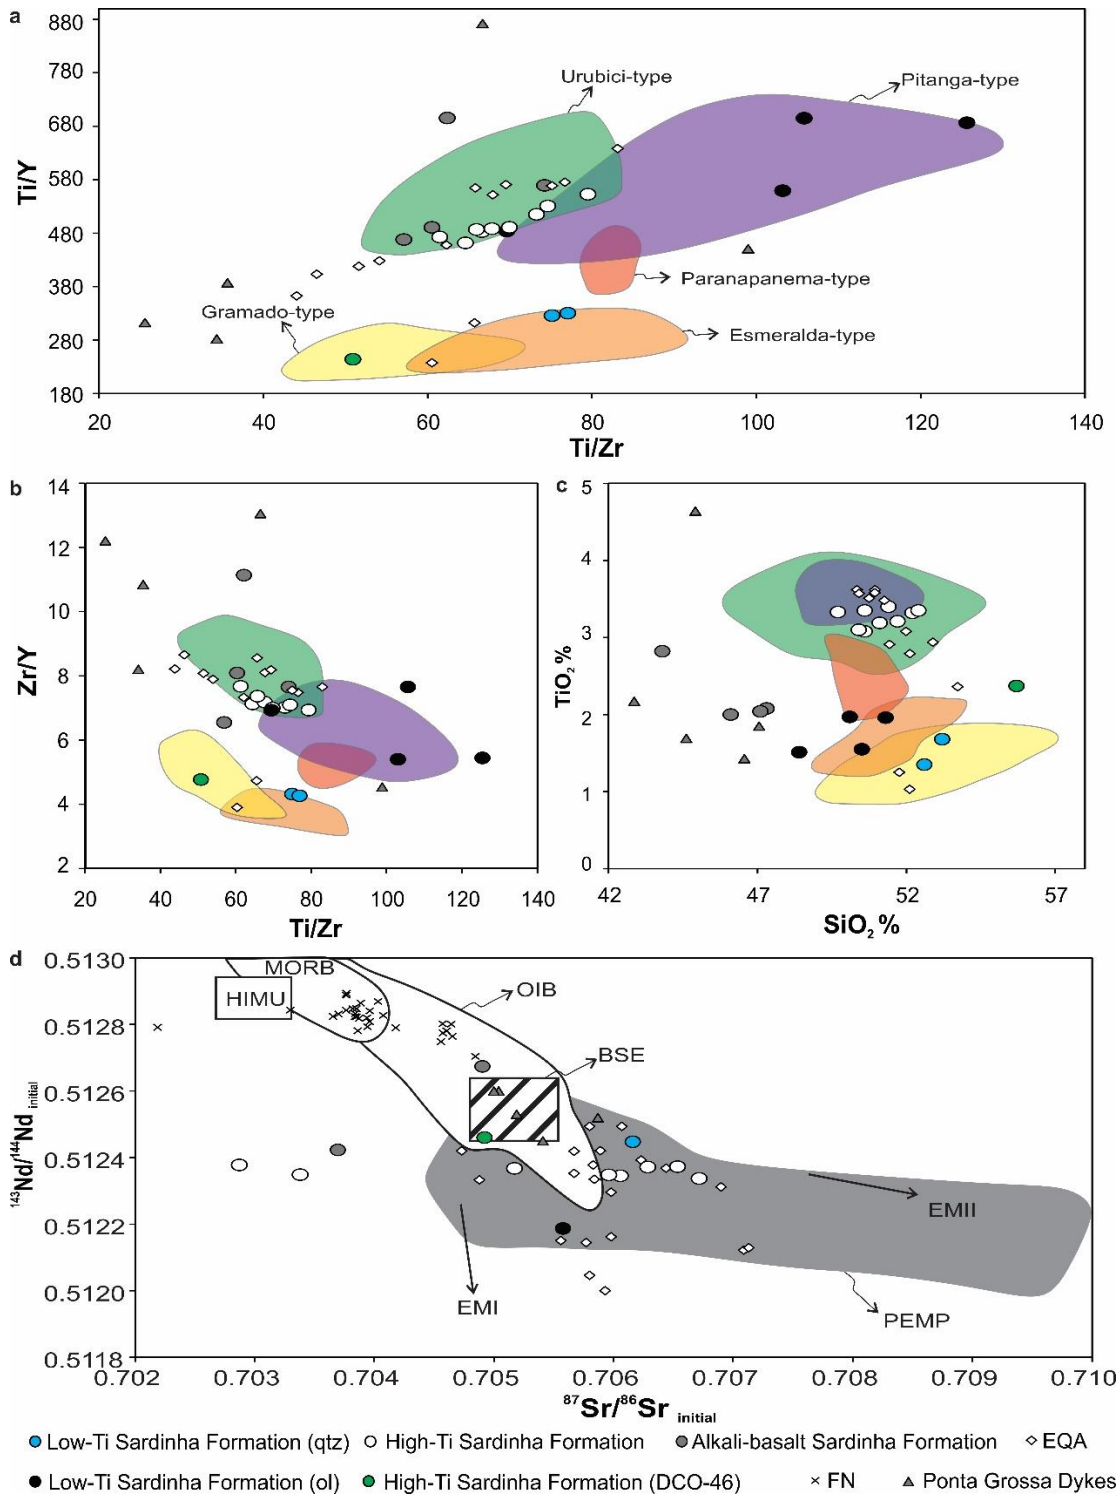 a
880
780
680
580
480
380
280
180
Ti/Y
Urubici-type
Pitanga-type
Paranapanema-type
Gramado-type
Esmeralda-type
20 40 60 80 100 120 140
Ti/Zr
b
14
12
10
8
6
4
2
Zr/Y
20 40 60 80 100 120 140
Ti/Zr
c
5
4
3
2
1
0
TiO2 %
42 47 52 57
SiO2 %
d
0.5130
0.5128
0.5126
0.5124
0.5122
0.5120
0.5118
143Nd/144Nd initial
MORB
HIMU
OIB
BSE
EMII
EMI
PEMP
0.702 0.703 0.704 0.705 0.706 0.707 0.708 0.709 0.710
87Sr/86Sr initial
Low-Ti Sardinha Formation (qtz) High-Ti Sardinha Formation Alkali-basalt Sardinha Formation EQA
Low-Ti Sardinha Formation (ol) High-Ti Sardinha Formation (DCO-46) FN Ponta Grossa Dykes